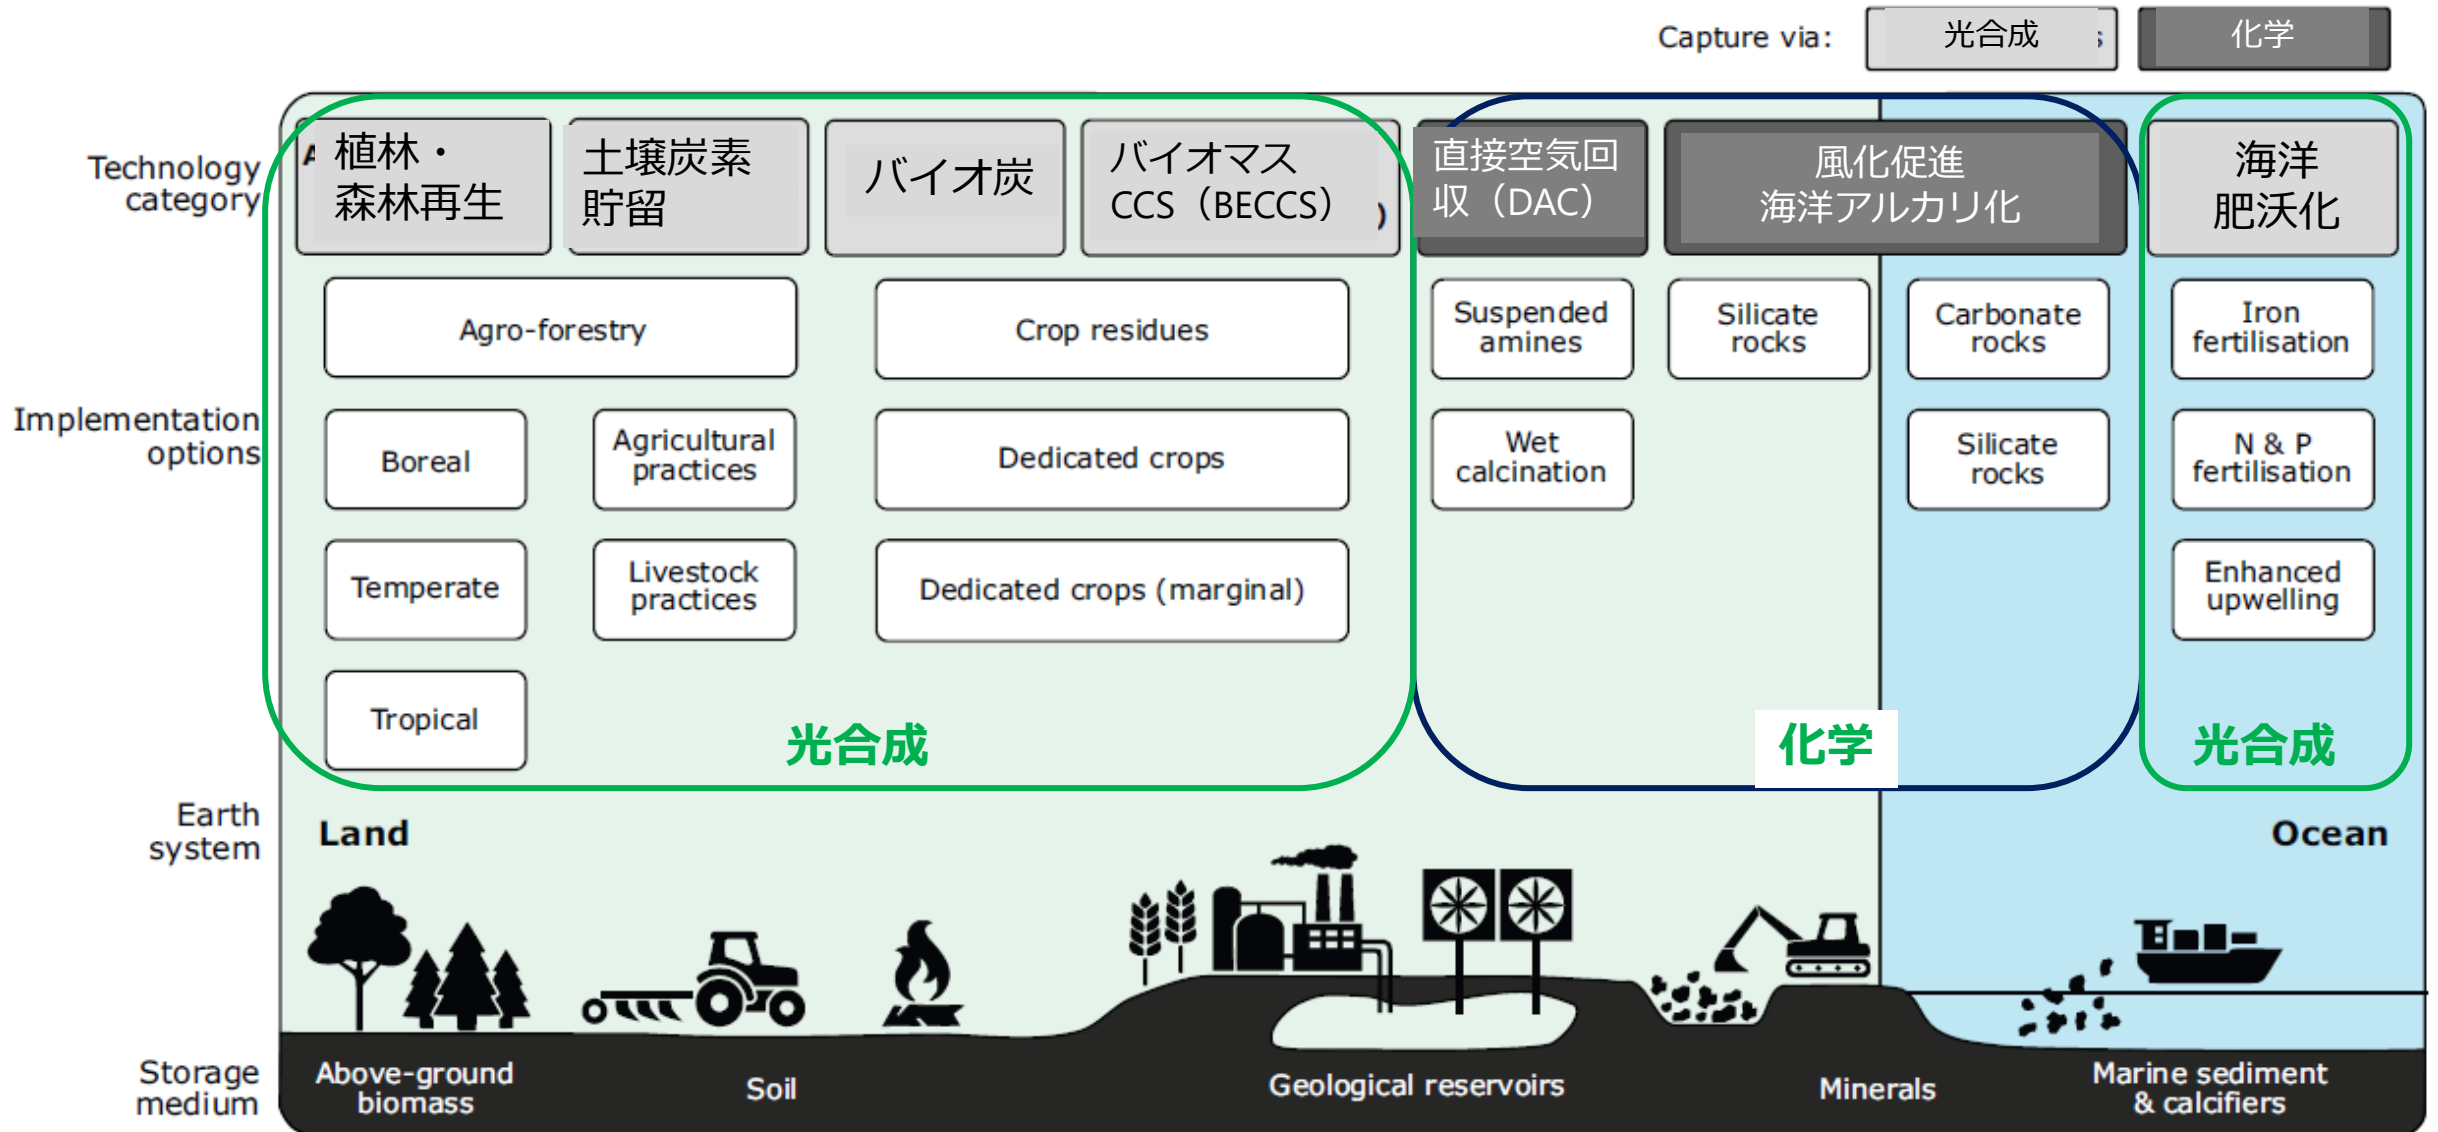 Capture via:
光合成
s
化学
Technology
category
A
植林・
森林再生
土壌炭素
貯留
バイオ炭
バイオマス
CCS（BECCS）
)
直接空気回
収（DAC）
風化促進
海洋アルカリ化
海洋
肥沃化
Implementation
options
Agro-forestry
Crop residues
Suspended
amines
Silicate
rocks
Carbonate
rocks
Iron
fertilisation
Boreal
Agricultural
practices
Dedicated crops
Wet
calcination
Silicate
rocks
N & P
fertilisation
Temperate
Livestock
practices
Dedicated crops (marginal)
Enhanced
upwelling
Tropical
光合成
化学
光合成
Earth
system
Land
Ocean
Storage
medium
Above-ground
biomass
Soil
Geological reservoirs
Minerals
Marine sediment
& calcifiers